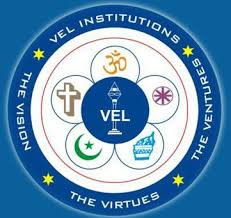 VEL INSTITUTIONS
THE VISION
THE VENTURES
THE VIRTUES
ॐ
VEL